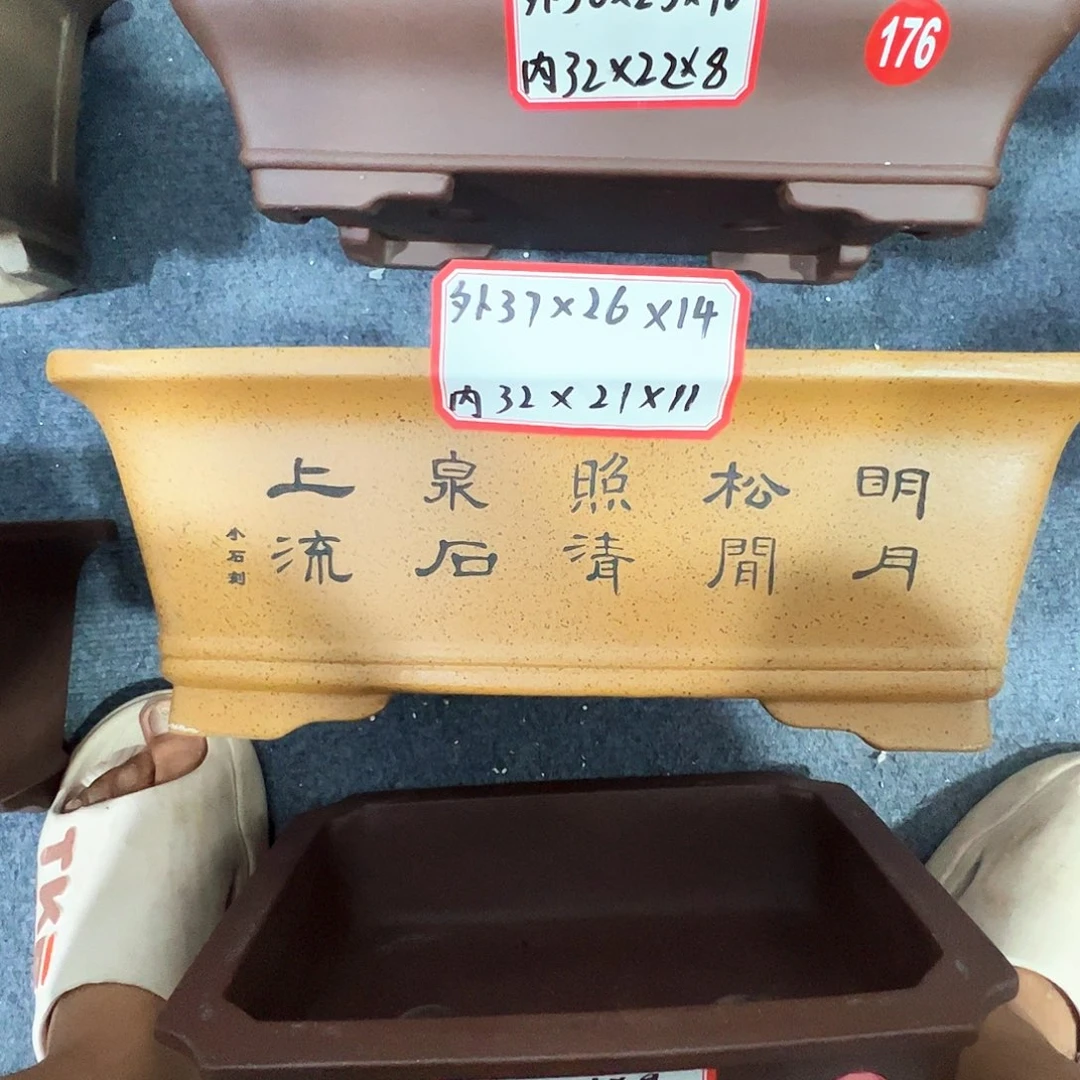 内32×22×8
176
外37×26×14
内32×21×11
明月
松間
照清
泉石
上流
小石刻